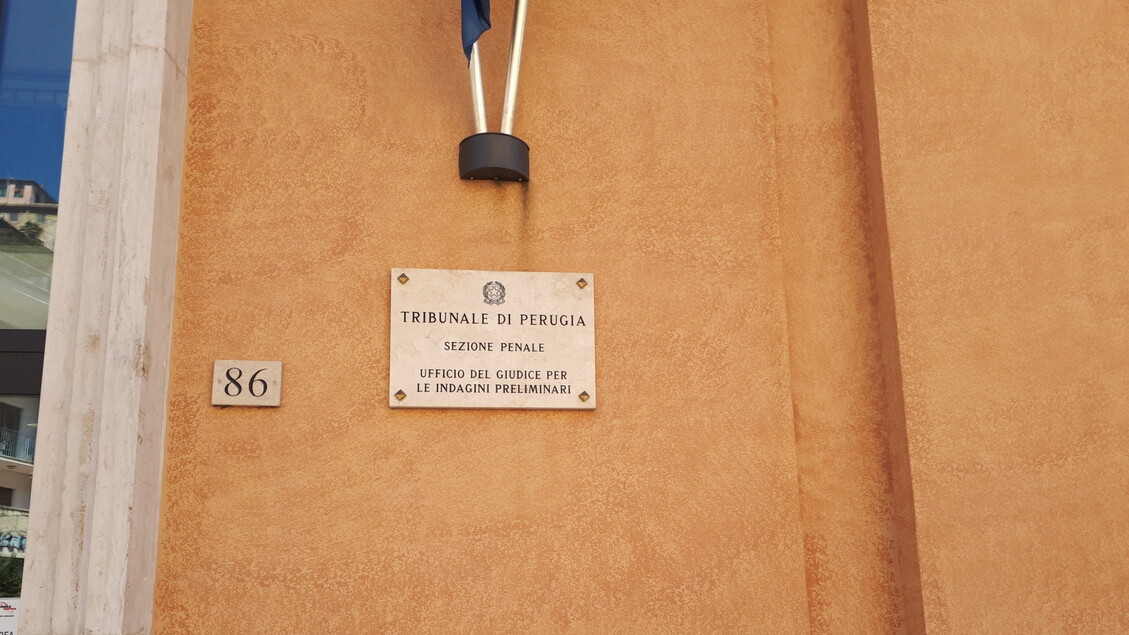 TRIBUNALE DI PERUGIA
SEZIONE PENALE
UFFICIO DEL GIUDICE PER
LE INDAGINI PRELIMINARI
86